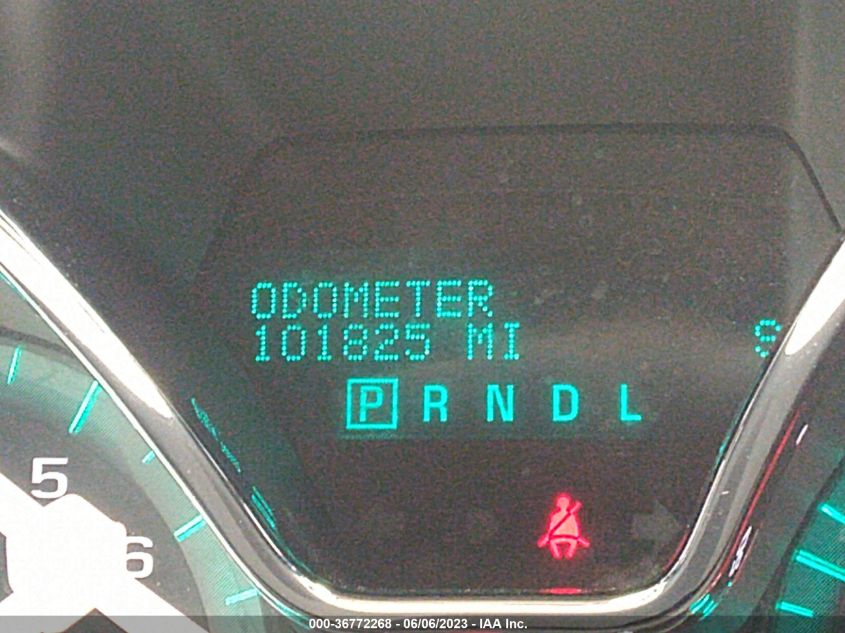 ODOMETER
101825 MI
S
P R N D L
5
6
000-36772268 - 06/06/2023 - IAA Inc.